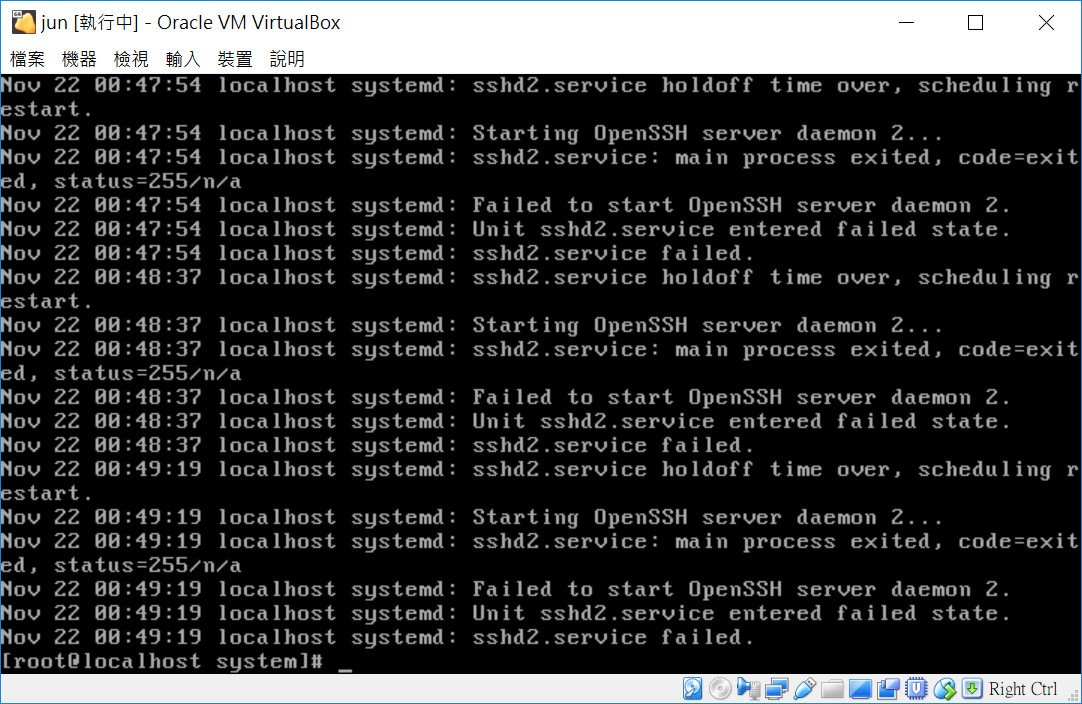 jun [執行中] - Oracle VM VirtualBox
檔案 機器 檢視 輸入 裝置 說明
Nov 22 00:47:54 localhost systemd: sshd2.service holdoff time over, scheduling r
estart.
Nov 22 00:47:54 localhost systemd: Starting OpenSSH server daemon 2...
Nov 22 00:47:54 localhost systemd: sshd2.service: main process exited, code=exit
ed, status=255/n/a
Nov 22 00:47:54 localhost systemd: Failed to start OpenSSH server daemon 2.
Nov 22 00:47:54 localhost systemd: Unit sshd2.service entered failed state.
Nov 22 00:47:54 localhost systemd: sshd2.service failed.
Nov 22 00:48:37 localhost systemd: sshd2.service holdoff time over, scheduling r
estart.
Nov 22 00:48:37 localhost systemd: Starting OpenSSH server daemon 2...
Nov 22 00:48:37 localhost systemd: sshd2.service: main process exited, code=exit
ed, status=255/n/a
Nov 22 00:48:37 localhost systemd: Failed to start OpenSSH server daemon 2.
Nov 22 00:48:37 localhost systemd: Unit sshd2.service entered failed state.
Nov 22 00:48:37 localhost systemd: sshd2.service failed.
Nov 22 00:49:19 localhost systemd: sshd2.service holdoff time over, scheduling r
estart.
Nov 22 00:49:19 localhost systemd: Starting OpenSSH server daemon 2...
Nov 22 00:49:19 localhost systemd: sshd2.service: main process exited, code=exit
ed, status=255/n/a
Nov 22 00:49:19 localhost systemd: Failed to start OpenSSH server daemon 2.
Nov 22 00:49:19 localhost systemd: Unit sshd2.service entered failed state.
Nov 22 00:49:19 localhost systemd: sshd2.service failed.
[root@localhost system]# _
Right Ctrl